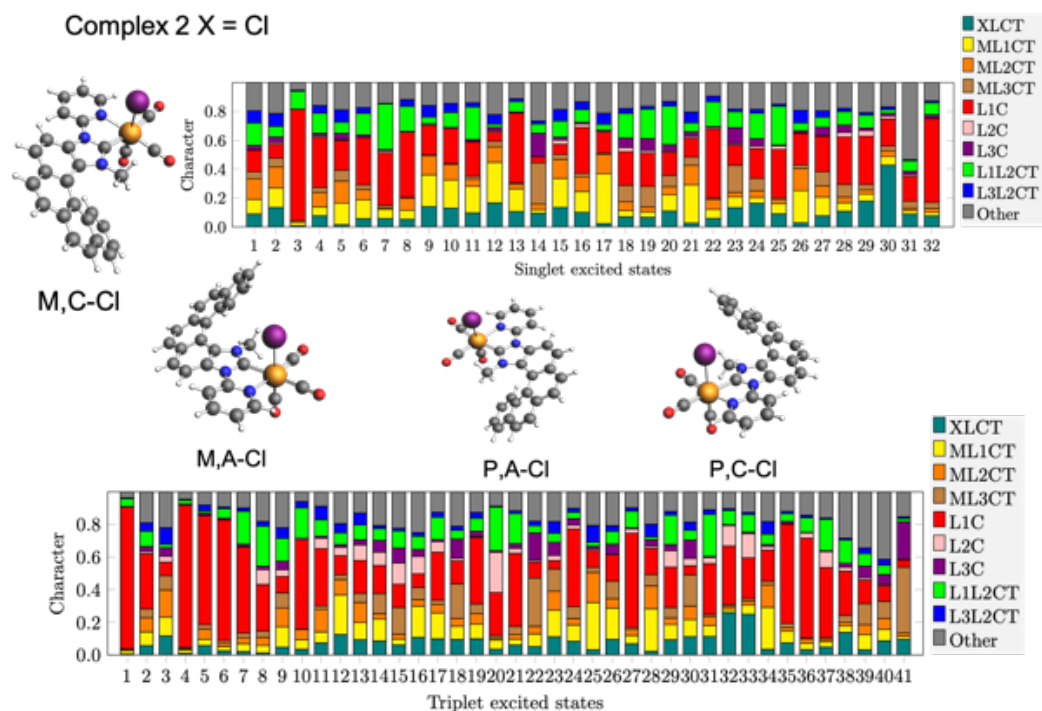 Complex 2 X = Cl
XLCT
ML1CT
ML2CT
ML3CT
L1C
L2C
L3C
L1L2CT
L3L2CT
Other
Character
0.8
0.6
0.4
0.2
0.0
1 2 3 4 5 6 7 8 9 10 11 12 13 14 15 16 17 18 19 20 21 22 23 24 25 26 27 28 29 30 31 32
Singlet excited states
M,C-Cl
M,A-Cl
P,A-Cl
P,C-Cl
XLCT
ML1CT
ML2CT
ML3CT
L1C
L2C
L3C
L1L2CT
L3L2CT
Other
Character
0.8
0.6
0.4
0.2
0.0
1 2 3 4 5 6 7 8 9 10 11 12 13 14 15 16 17 18 19 20 21 22 23 24 25 26 27 28 29 30 31 32 33 34 35 36 37 38 39 40 41
Triplet excited states